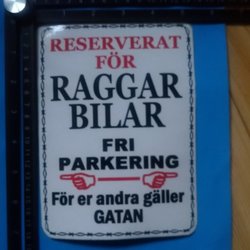 RESERVERAT
FÖR
RAGGAR
BILAR
FRI
PARKERING
För er andra gäller
GATAN